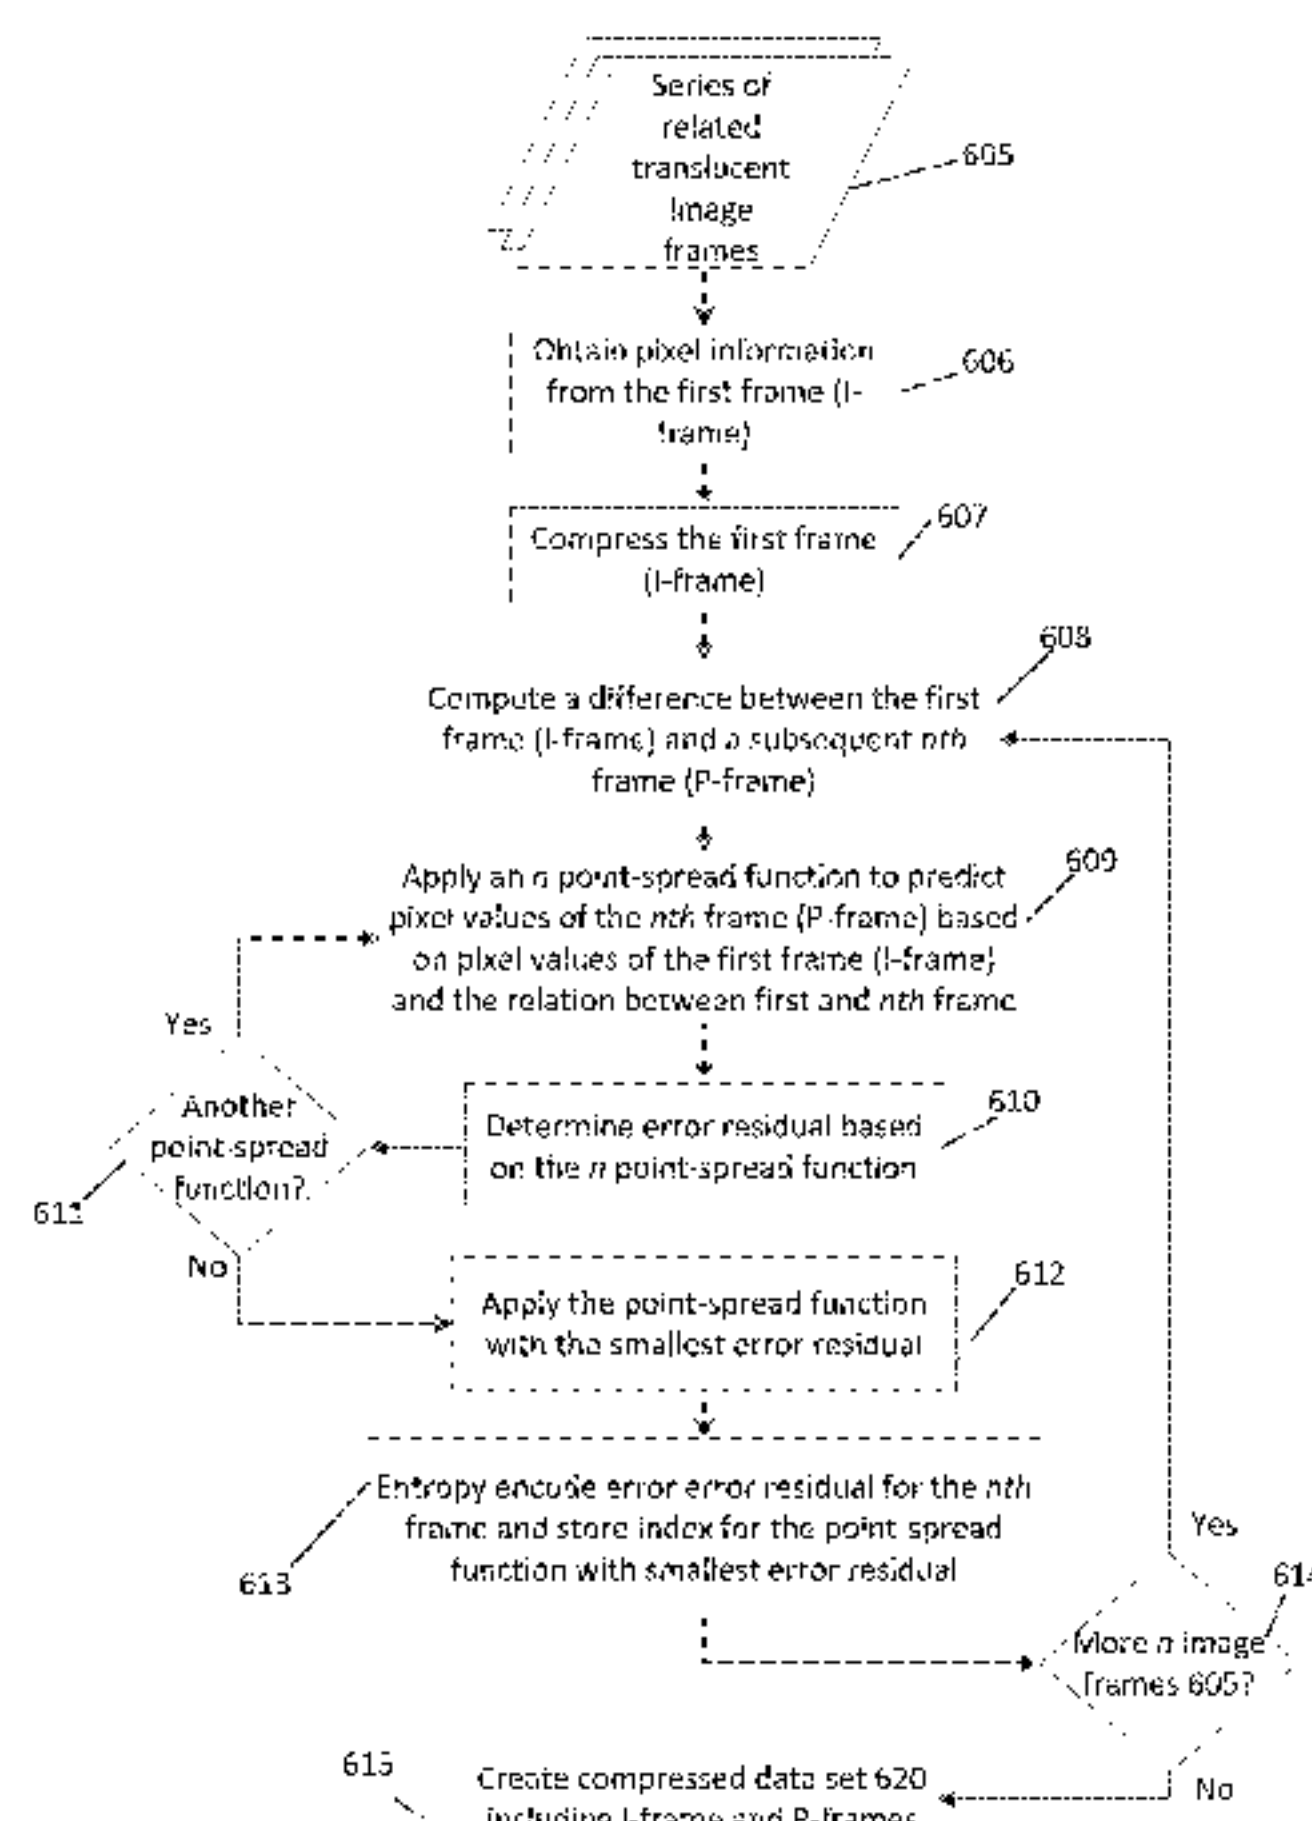 Series of
related
translucent
image
frames
605
Obtain pixel information
from the first frame (I-
frame)
606
Compress the first frame
(I-frame)
607
608
Compute a difference between the first
frame (I-frame) and a subsequent nth
frame (P-frame)
609
Apply an n point-spread function to predict
pixel values of the nth frame (P-frame) based
on pixel values of the first frame (I-frame)
and the relation between first and nth frame
Yes
Another
point-spread
function?
611
No
Determine error residual based
on the n point-spread function
610
Apply the point-spread function
with the smallest error residual
612
Entropy encode error error residual for the nth
frame and store index for the point spread
function with smallest error residual
613
Yes
614
More n image
frames 605?
No
615
Create compressed data set 620
including I-frame and P-frames